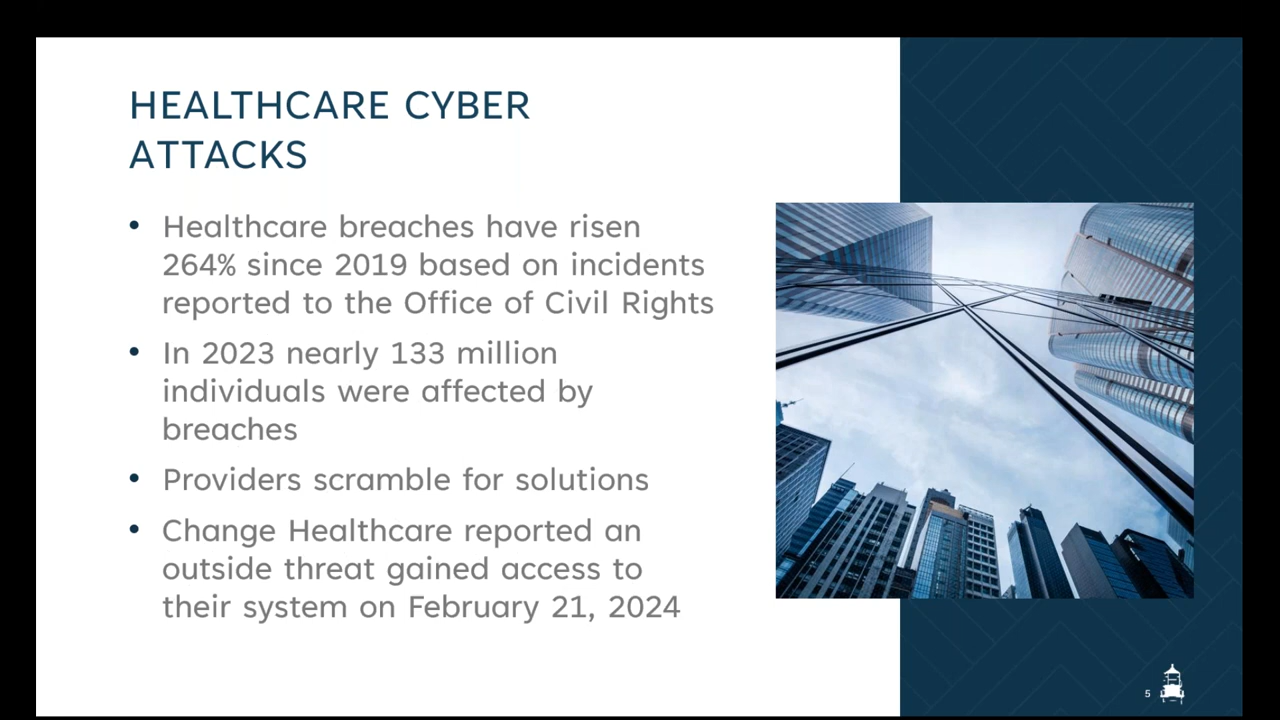 HEALTHCARE CYBER
ATTACKS
• Healthcare breaches have risen
264% since 2019 based on incidents
reported to the Office of Civil Rights
• In 2023 nearly 133 million
individuals were affected by
breaches
• Providers scramble for solutions
• Change Healthcare reported an
outside threat gained access to
their system on February 21, 2024
5